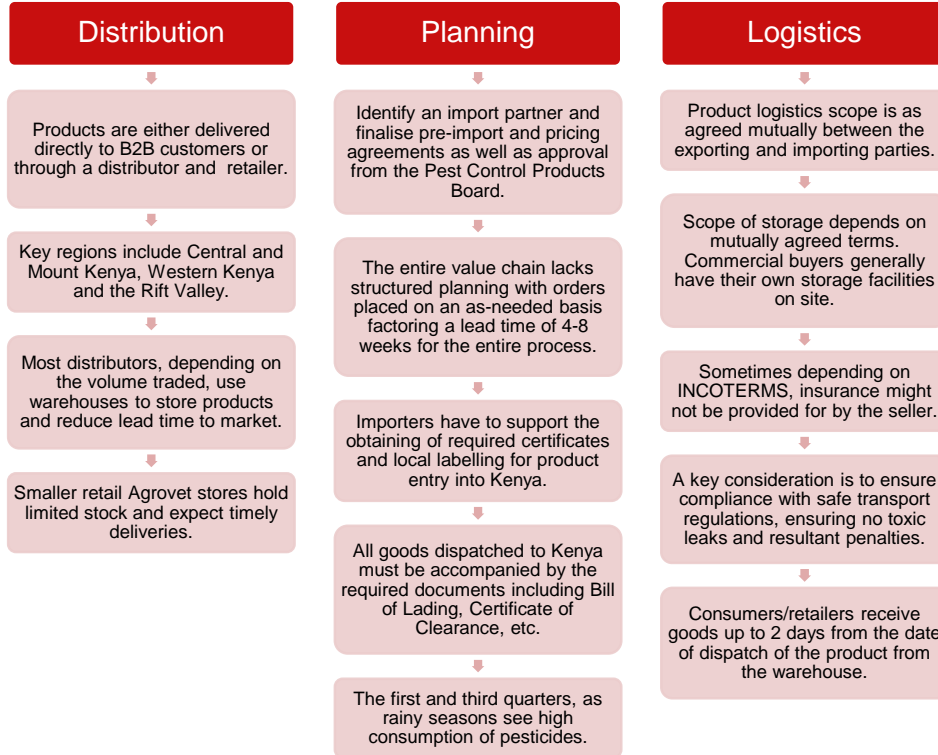 Distribution
Products are either delivered
directly to B2B customers or
through a distributor and retailer.
Key regions include Central and
Mount Kenya, Western Kenya
and the Rift Valley.
Most distributors, depending on
the volume traded, use
warehouses to store products
and reduce lead time to market.
Smaller retail Agrovet stores hold
limited stock and expect timely
deliveries.
Planning
Identify an import partner and
finalise pre-import and pricing
agreements as well as approval
from the Pest Control Products
Board.
The entire value chain lacks
structured planning with orders
placed on an as-needed basis
factoring a lead time of 4-8
weeks for the entire process.
Importers have to support the
obtaining of required certificates
and local labelling for product
entry into Kenya.
All goods dispatched to Kenya
must be accompanied by the
required documents including Bill
of Lading, Certificate of
Clearance, etc.
The first and third quarters, as
rainy seasons see high
consumption of pesticides.
Logistics
Product logistics scope is as
agreed mutually between the
exporting and importing parties.
Scope of storage depends on
mutually agreed terms.
Commercial buyers generally
have their own storage facilities
on site.
Sometimes depending on
INCOTERMS, insurance might
not be provided for by the seller.
A key consideration is to ensure
compliance with safe transport
regulations, ensuring no toxic
leaks and resultant penalties.
Consumers/retailers receive
goods up to 2 days from the date
of dispatch of the product from
the warehouse.